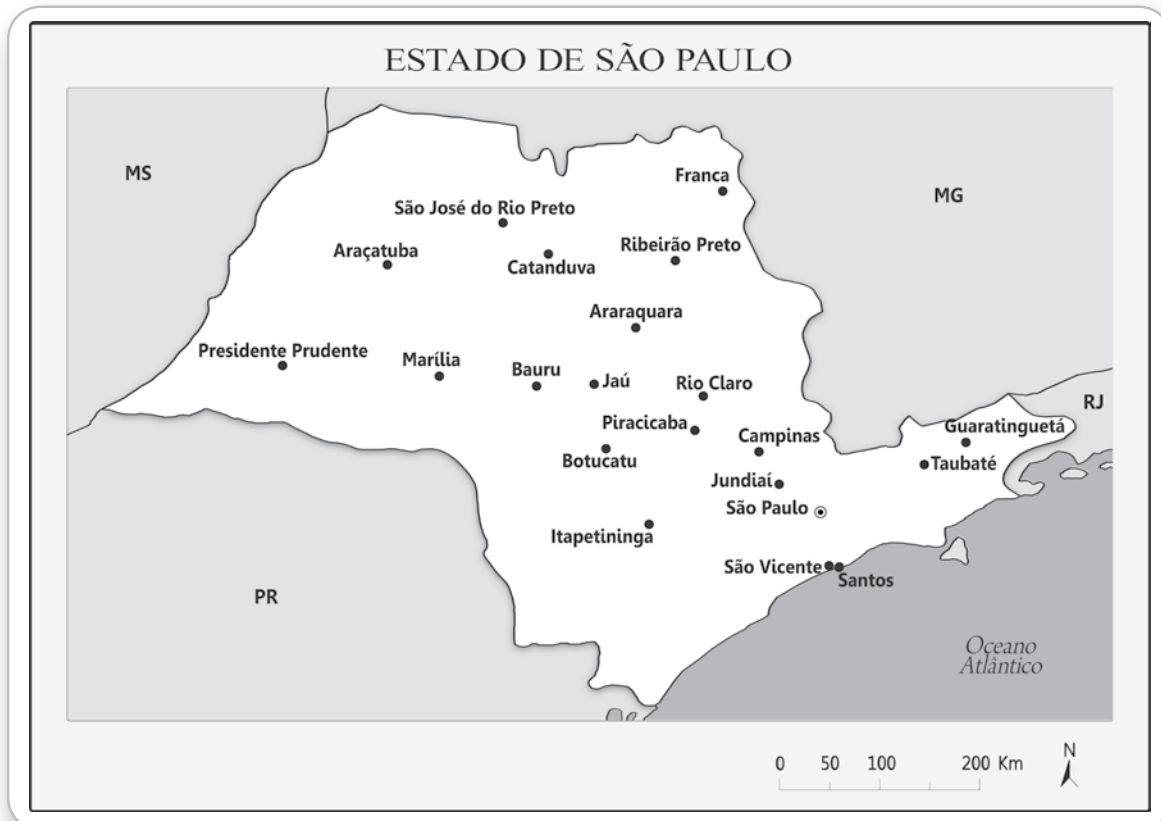 ESTADO DE SÃO PAULO
MS
Franca
MG
São José do Rio Preto
Ribeirão Preto
Araçatuba
Catanduva
Araraquara
Presidente Prudente
Marília
Bauru
Jaú
Rio Claro
RJ
Piracicaba
Guaratinguetá
Campinas
Botucatu
Taubaté
Jundiaí
São Paulo
Itapetininga
São Vicente
Santos
PR
Oceano
Atlântico
0 50 100 200 Km
N